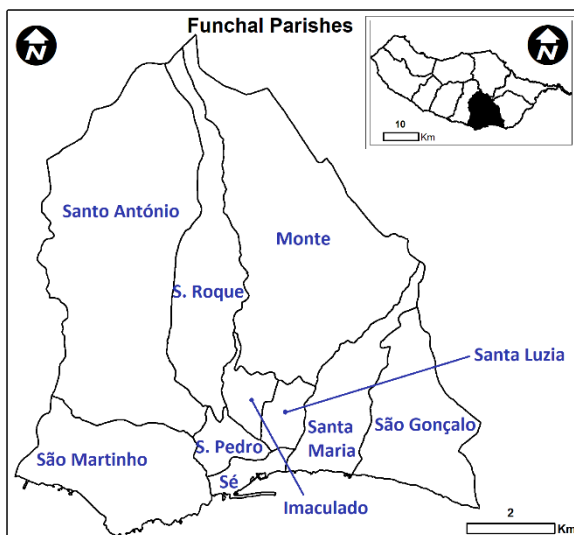 Funchal Parishes
N
N
10
Km
Santo António
Monte
S. Roque
Santa Luzia
Santa
Maria
São Gonçalo
S. Pedro
São Martinho
Sé
Imaculado
2
Km